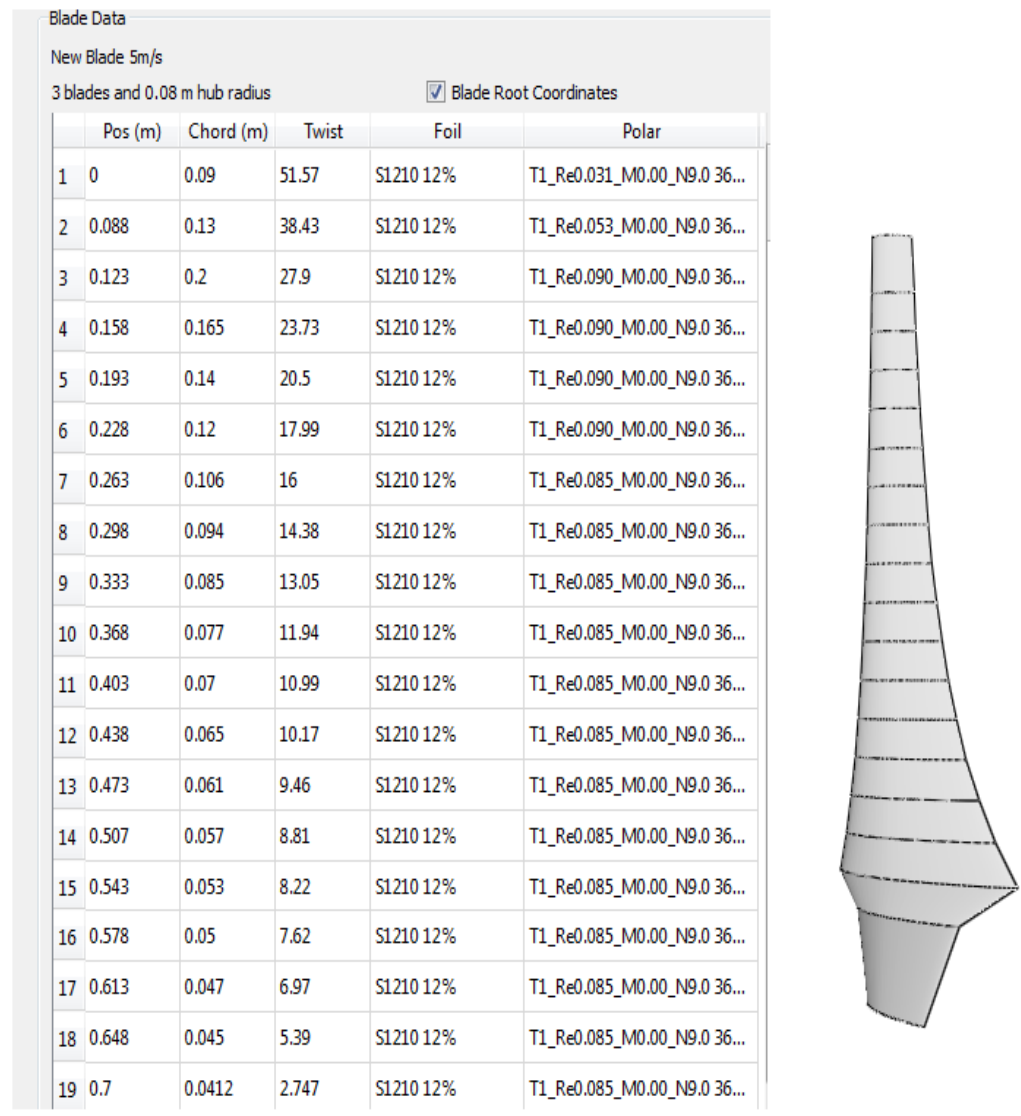 Blade Data
New Blade 5m/s
3 blades and 0.08 m hub radius Blade Root Coordinates
Pos (m) Chord (m) Twist Foil Polar
1 0 0.09 51.57 S1210 12% T1_Re0.031_M0.00_N9.0 36...
2 0.088 0.13 38.43 S1210 12% T1_Re0.053_M0.00_N9.0 36...
3 0.123 0.2 27.9 S1210 12% T1_Re0.090_M0.00_N9.0 36...
4 0.158 0.165 23.73 S1210 12% T1_Re0.090_M0.00_N9.0 36...
5 0.193 0.14 20.5 S1210 12% T1_Re0.090_M0.00_N9.0 36...
6 0.228 0.12 17.99 S1210 12% T1_Re0.090_M0.00_N9.0 36...
7 0.263 0.106 16 S1210 12% T1_Re0.085_M0.00_N9.0 36...
8 0.298 0.094 14.38 S1210 12% T1_Re0.085_M0.00_N9.0 36...
9 0.333 0.085 13.05 S1210 12% T1_Re0.085_M0.00_N9.0 36...
10 0.368 0.077 11.94 S1210 12% T1_Re0.085_M0.00_N9.0 36...
11 0.403 0.07 10.99 S1210 12% T1_Re0.085_M0.00_N9.0 36...
12 0.438 0.065 10.17 S1210 12% T1_Re0.085_M0.00_N9.0 36...
13 0.473 0.061 9.46 S1210 12% T1_Re0.085_M0.00_N9.0 36...
14 0.507 0.057 8.81 S1210 12% T1_Re0.085_M0.00_N9.0 36...
15 0.543 0.053 8.22 S1210 12% T1_Re0.085_M0.00_N9.0 36...
16 0.578 0.05 7.62 S1210 12% T1_Re0.085_M0.00_N9.0 36...
17 0.613 0.047 6.97 S1210 12% T1_Re0.085_M0.00_N9.0 36...
18 0.648 0.045 5.39 S1210 12% T1_Re0.085_M0.00_N9.0 36...
19 0.7 0.0412 2.747 S1210 12% T1_Re0.085_M0.00_N9.0 36...